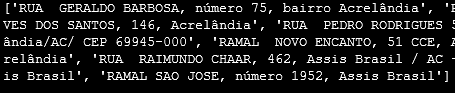 ['RUA  GERALDO BARBOSA, número 75, bairro Acrelândia', '
VES DOS SANTOS, 146, Acrelândia', 'RUA  PEDRO RODRIGUES
ândia/AC/ CEP 69945-000', 'RAMAL  NOVO ENCANTO, 51 CCE, A
relândia', 'RUA  RAIMUNDO CHAAR, 462, Assis Brasil / AC -
is Brasil', 'RAMAL SAO JOSE, número 1952, Assis Brasil']